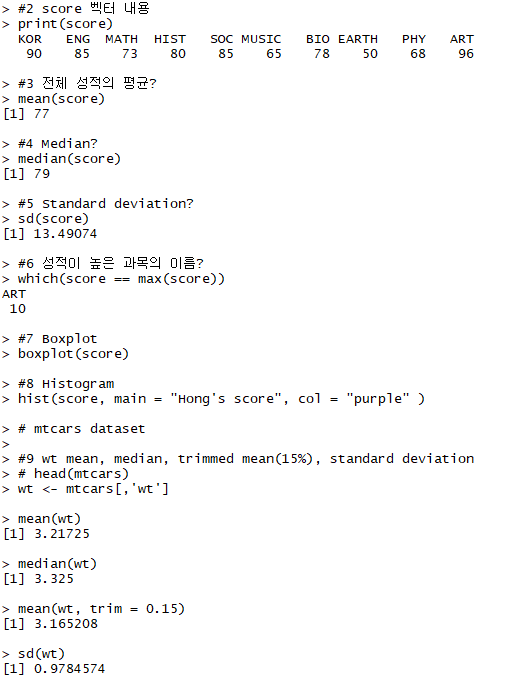 > #2 score 벡터 내용
> print(score)
KOR ENG MATH HIST SOC MUSIC BIO EARTH PHY ART
90 85 73 80 85 65 78 50 68 96
> #3 전체 성적의 평균?
> mean(score)
[1] 77
> #4 Median?
> median(score)
[1] 79
> #5 Standard deviation?
> sd(score)
[1] 13.49074
> #6 성적이 높은 과목의 이름?
> which(score == max(score))
ART
10
> #7 Boxplot
> boxplot(score)
> #8 Histogram
> hist(score, main = "Hong's score", col = "purple" )
> # mtcars dataset
>
> #9 wt mean, median, trimmed mean(15%), standard deviation
> # head(mtcars)
> wt <- mtcars[,'wt']
> mean(wt)
[1] 3.21725
> median(wt)
[1] 3.325
> mean(wt, trim = 0.15)
[1] 3.165208
> sd(wt)
[1] 0.9784574